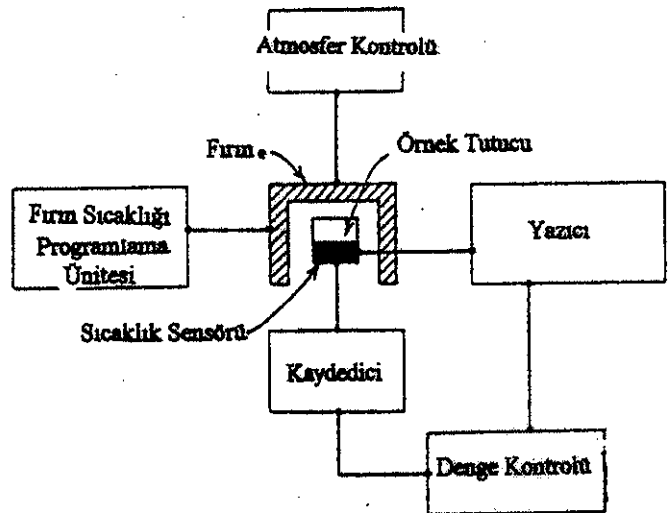 Atmosfer Kontrolü
Fırın
Örnek Tutucu
Fırın Sıcaklığı
Programlama
Ünitesi
Yazıcı
Sıcaklık Sensörü
Kaydedici
Denge Kontrolü